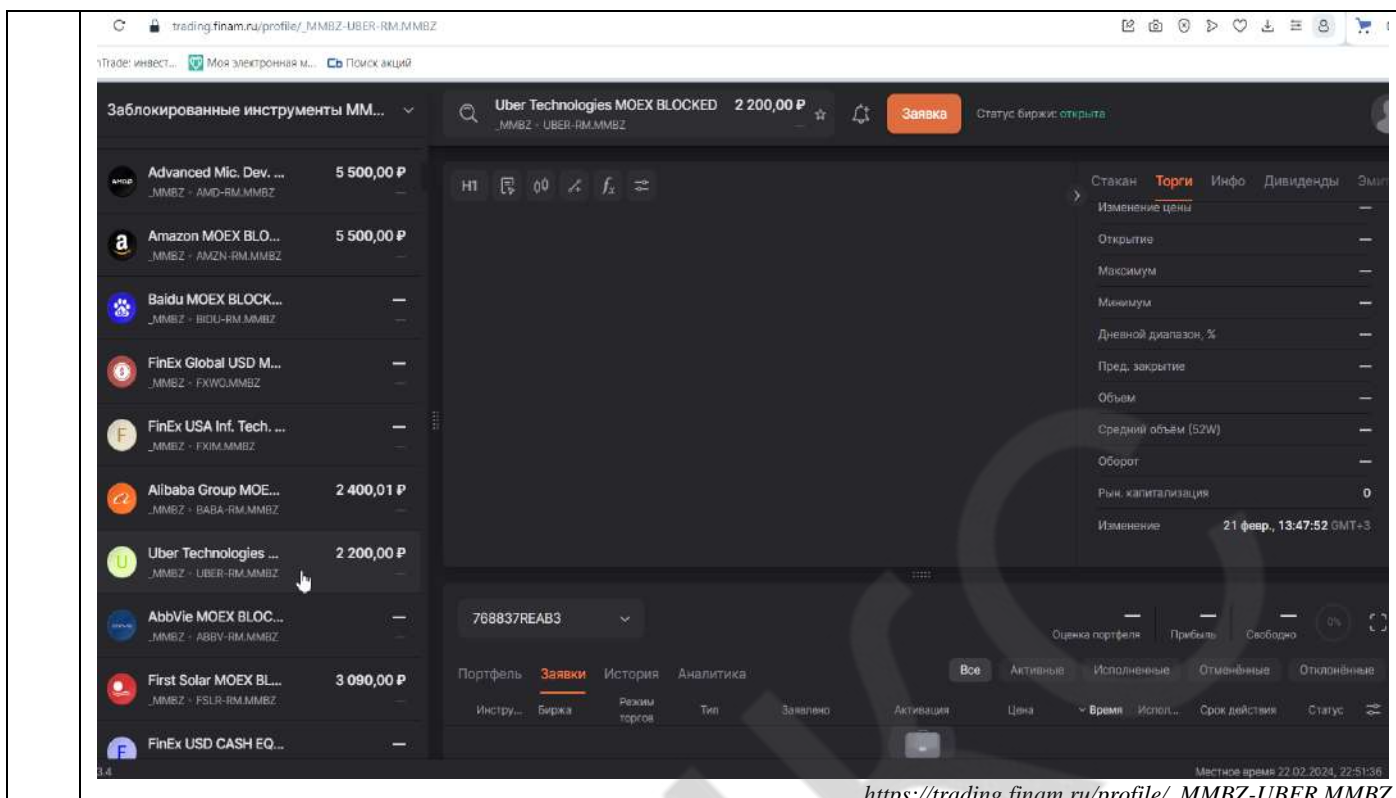 trading.finam.ru/profile/_MMBZ-UBER-RM.MMBZ
Trade: инвест... Моя электронная м... Сb Поиск акций
Заблокированные инструменты ММ...
Uber Technologies MOEX BLOCKED 2 200,00 ₽
_MMBZ - UBER-RM.MMBZ —
Заявка
Статус биржи: открыта
Advanced Mic. Dev. ... 5 500,00 ₽
_MMBZ - AMD-RM.MMBZ —
Amazon MOEX BLO... 5 500,00 ₽
_MMBZ - AMZN-RM.MMBZ —
Baidu MOEX BLOCK... —
_MMBZ - BIDU-RM.MMBZ —
FinEx Global USD M... —
_MMBZ - FXWO.MMBZ —
FinEx USA Inf. Tech. ... —
_MMBZ - FXIM.MMBZ —
Alibaba Group MOE... 2 400,01 ₽
_MMBZ - BABA-RM.MMBZ —
Uber Technologies ... 2 200,00 ₽
_MMBZ - UBER-RM.MMBZ —
AbbVie MOEX BLOC... —
_MMBZ - ABBV-RM.MMBZ —
First Solar MOEX BL... 3 090,00 ₽
_MMBZ - FSLR-RM.MMBZ —
FinEx USD CASH EQ... —
3.4
H1 fx
Стакан Торги Инфо Дивиденды Эмит
Изменение цены —
Открытие —
Максимум —
Минимум —
Дневной диапазон, % —
Пред. закрытие —
Объем —
Средний объём (52W) —
Оборот —
Рын. капитализация 0
Изменение 21 февр., 13:47:52 GMT+3
768837REAB3
— — — 0%
Оценка портфеля Прибыль Свободно
Портфель Заявки История Аналитика
Все Активные Исполненные Отменённые Отклонённые
Инстру... Биржа Режим торгов Тип Заявлено Активация Цена Время Испол... Срок действия Статус
Местное время 22.02.2024, 22:51:36
https://trading.finam.ru/profile/_MMBZ-UBER.MMBZ